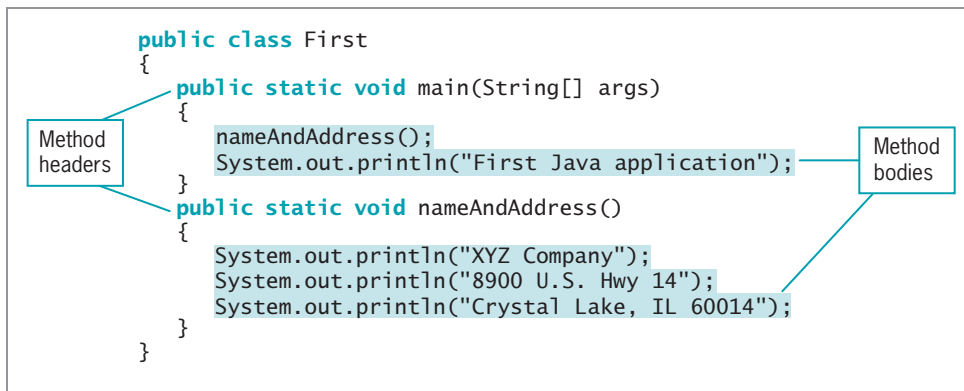 public class First
{
public static void main(String[] args)
{
nameAndAddress();
System.out.println("First Java application");
}
public static void nameAndAddress()
{
System.out.println("XYZ Company");
System.out.println("8900 U.S. Hwy 14");
System.out.println("Crystal Lake, IL 60014");
}
}
Method
headers
Method
bodies